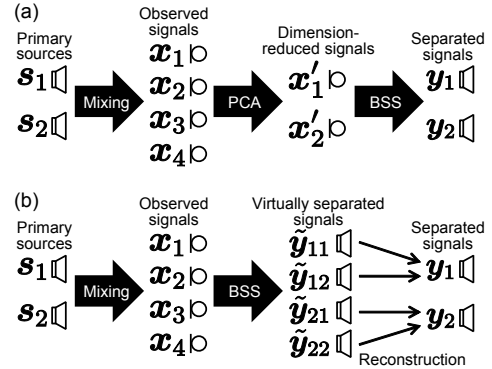 (a)
Primary
sources
Observed
signals
Dimension-
reduced signals
Separated
signals
s1
s2
Mixing
x1
x2
x3
x4
PCA
x′1
x′2
BSS
y1
y2
(b)
Primary
sources
Observed
signals
Virtually separated
signals
Separated
signals
s1
s2
Mixing
x1
x2
x3
x4
BSS
ỹ11
ỹ12
ỹ21
ỹ22
y1
y2
Reconstruction